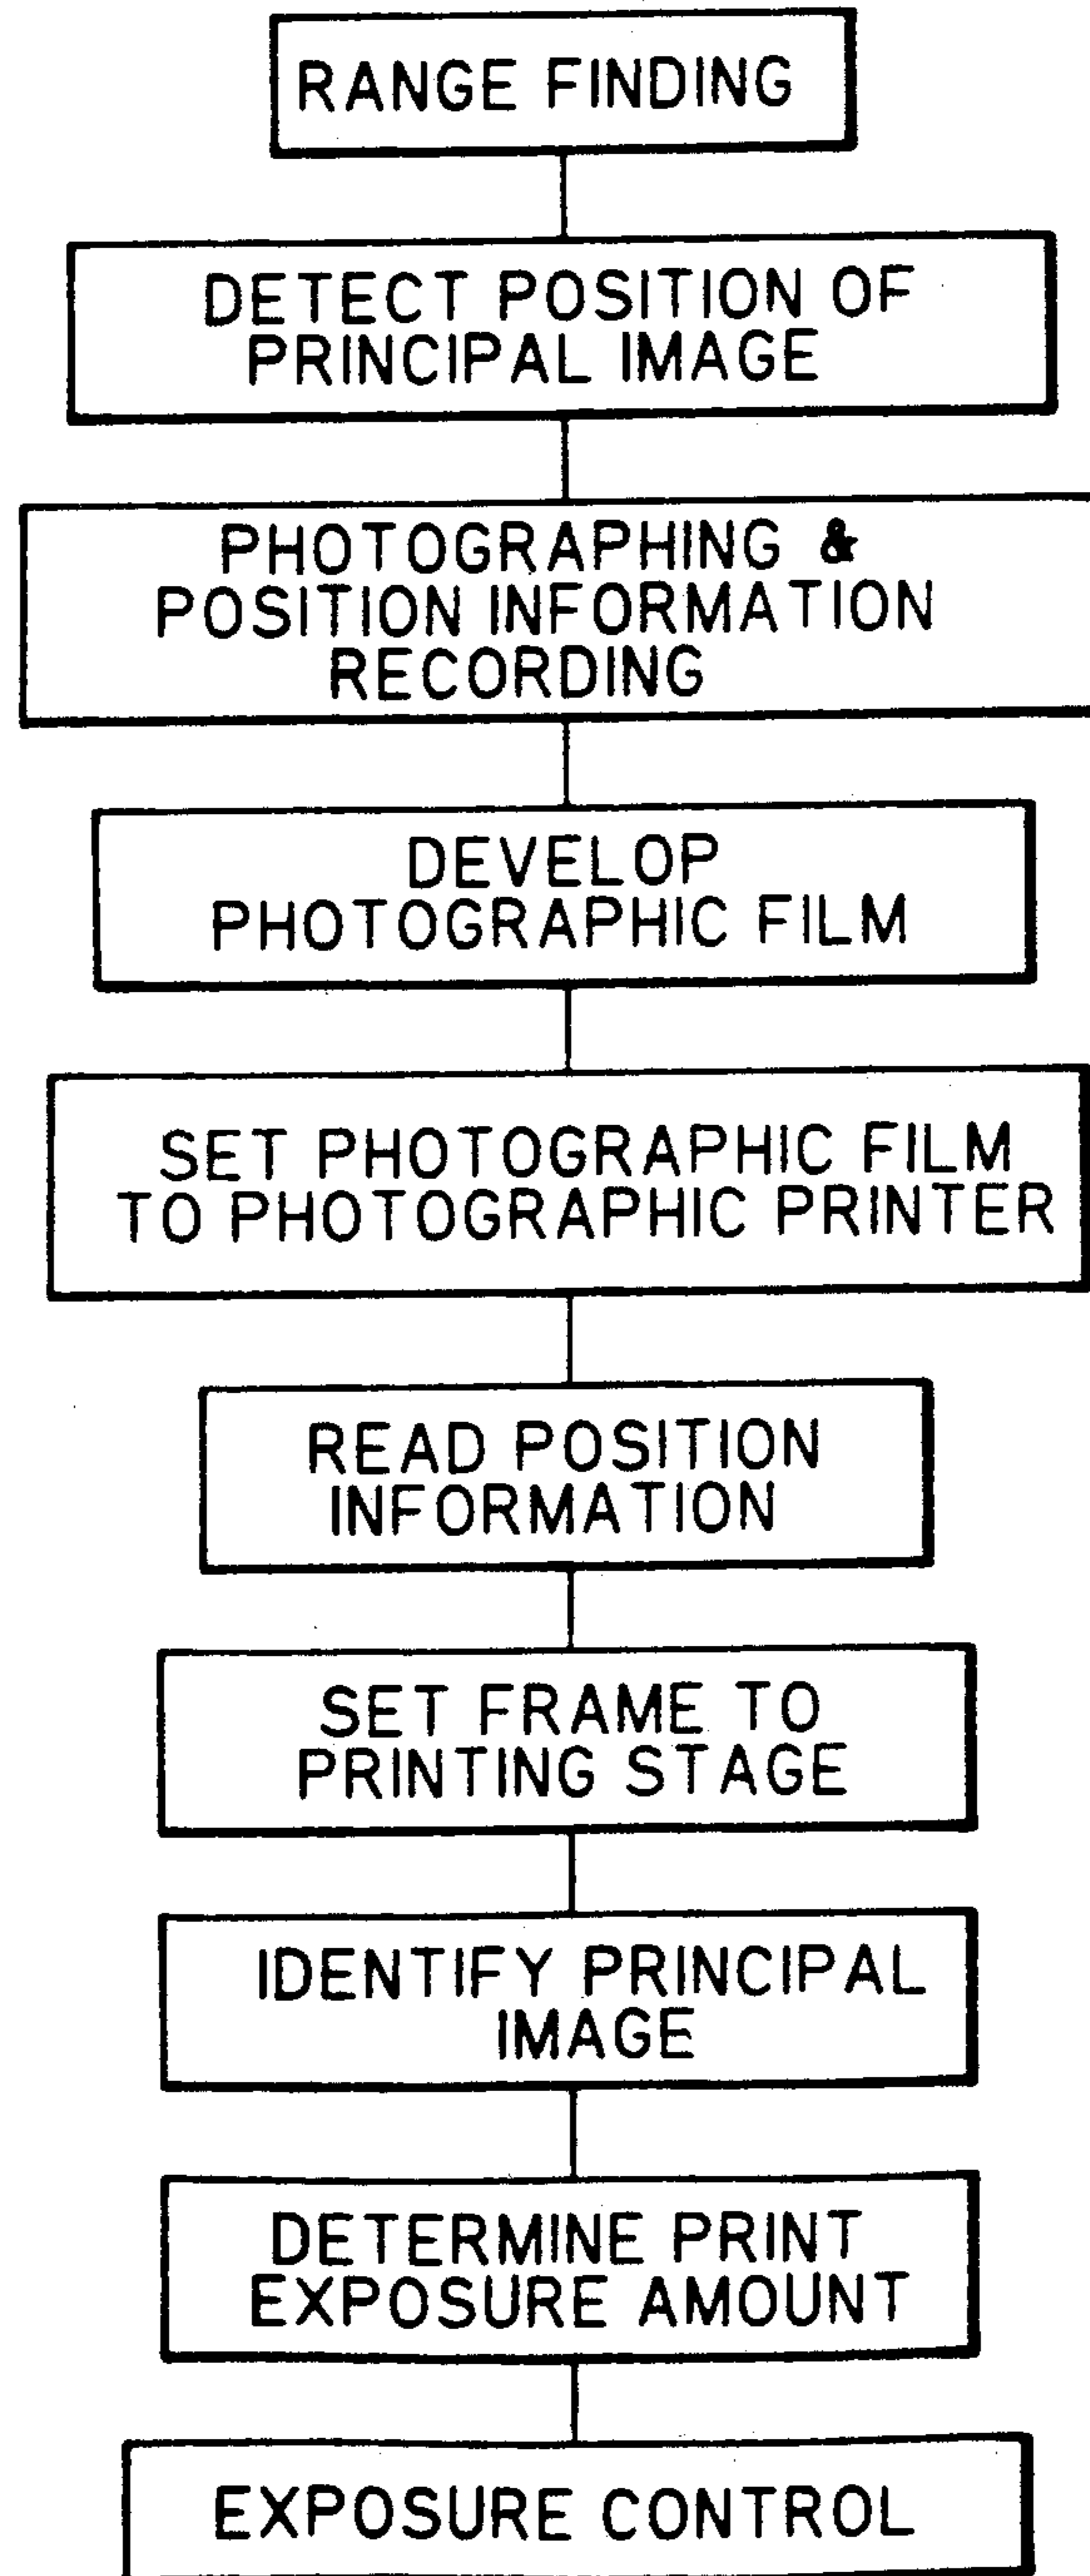 RANGE FINDING
DETECT POSITION OF
PRINCIPAL IMAGE
PHOTOGRAPHING &
POSITION INFORMATION
RECORDING
DEVELOP
PHOTOGRAPHIC FILM
SET PHOTOGRAPHIC FILM
TO PHOTOGRAPHIC PRINTER
READ POSITION
INFORMATION
SET FRAME TO
PRINTING STAGE
IDENTIFY PRINCIPAL
IMAGE
DETERMINE PRINT
EXPOSURE AMOUNT
EXPOSURE CONTROL